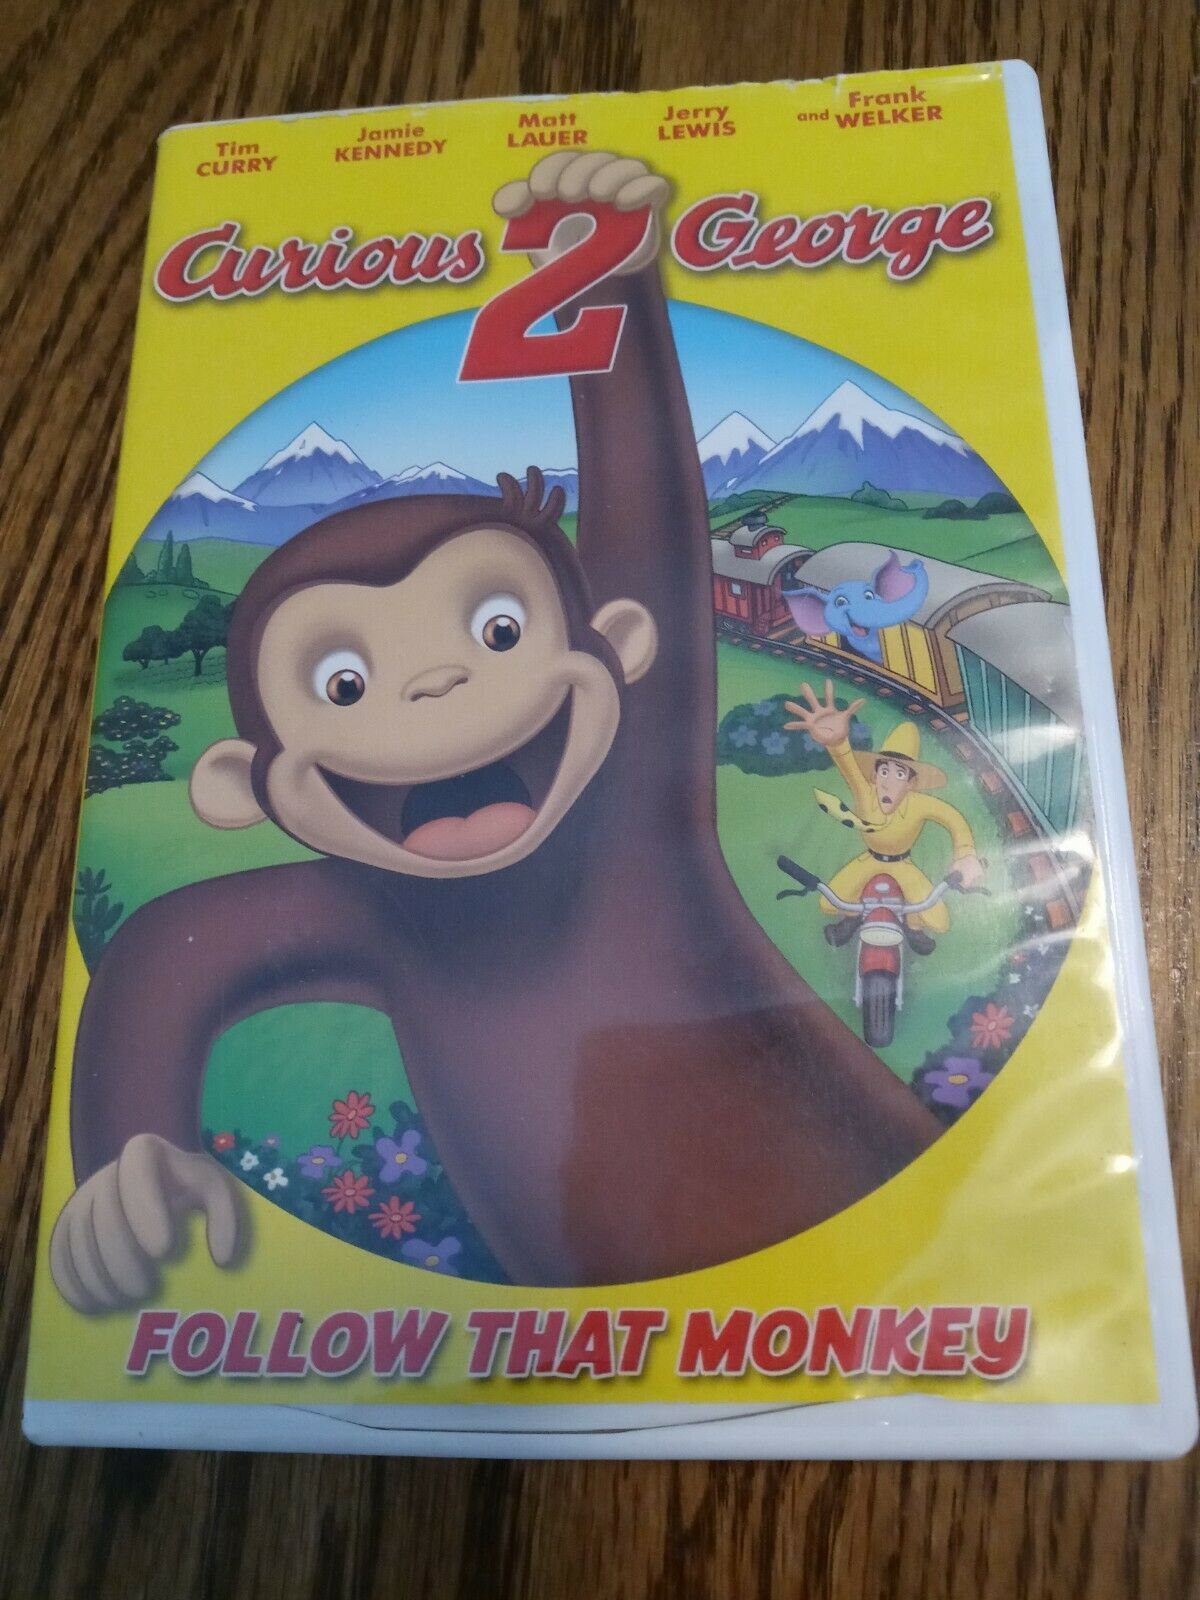 Tim CURRY
Jamie KENNEDY
Matt LAUER
Jerry LEWIS
and Frank WELKER
Curious 2 George®
FOLLOW THAT MONKEY